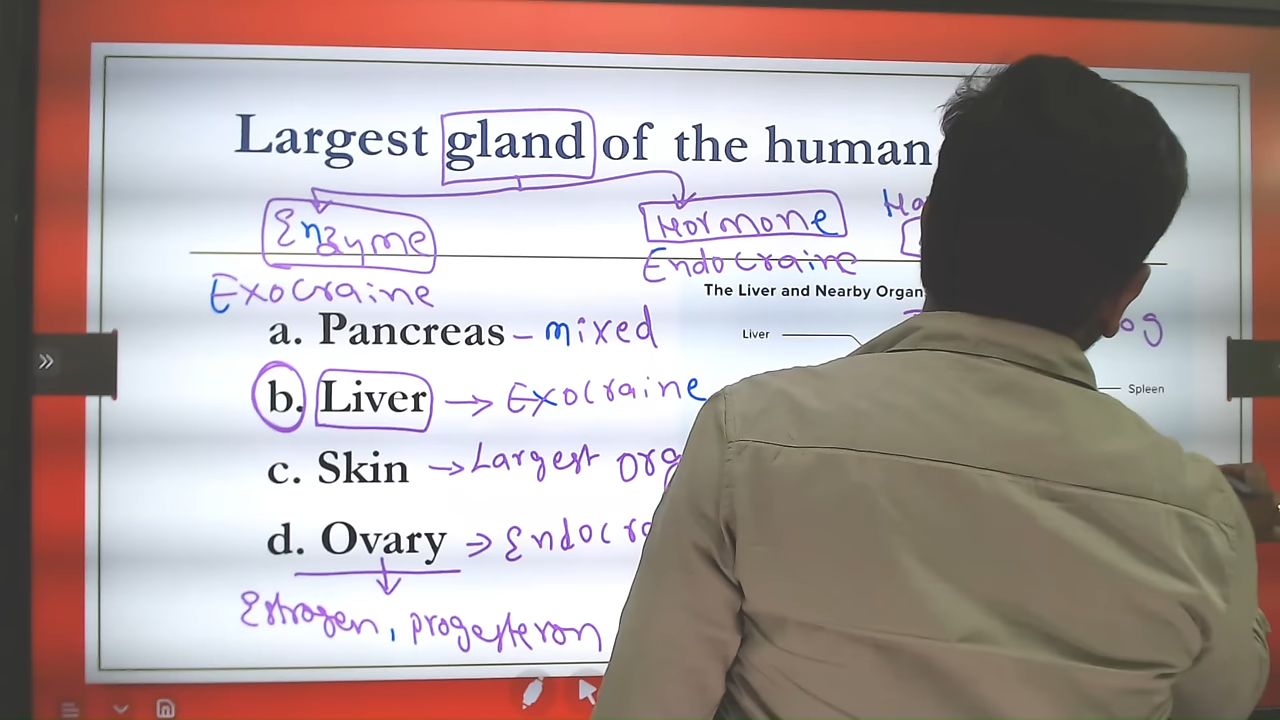 Largest gland of the human
Enzyme
Hormone
Exocraine
Endocraine
The Liver and Nearby Organ
Liver
Spleen
a. Pancreas - mixed
b. Liver → Exocraine
c. Skin → Largest org
d. Ovary → Endocra
Estrogen, progesteron